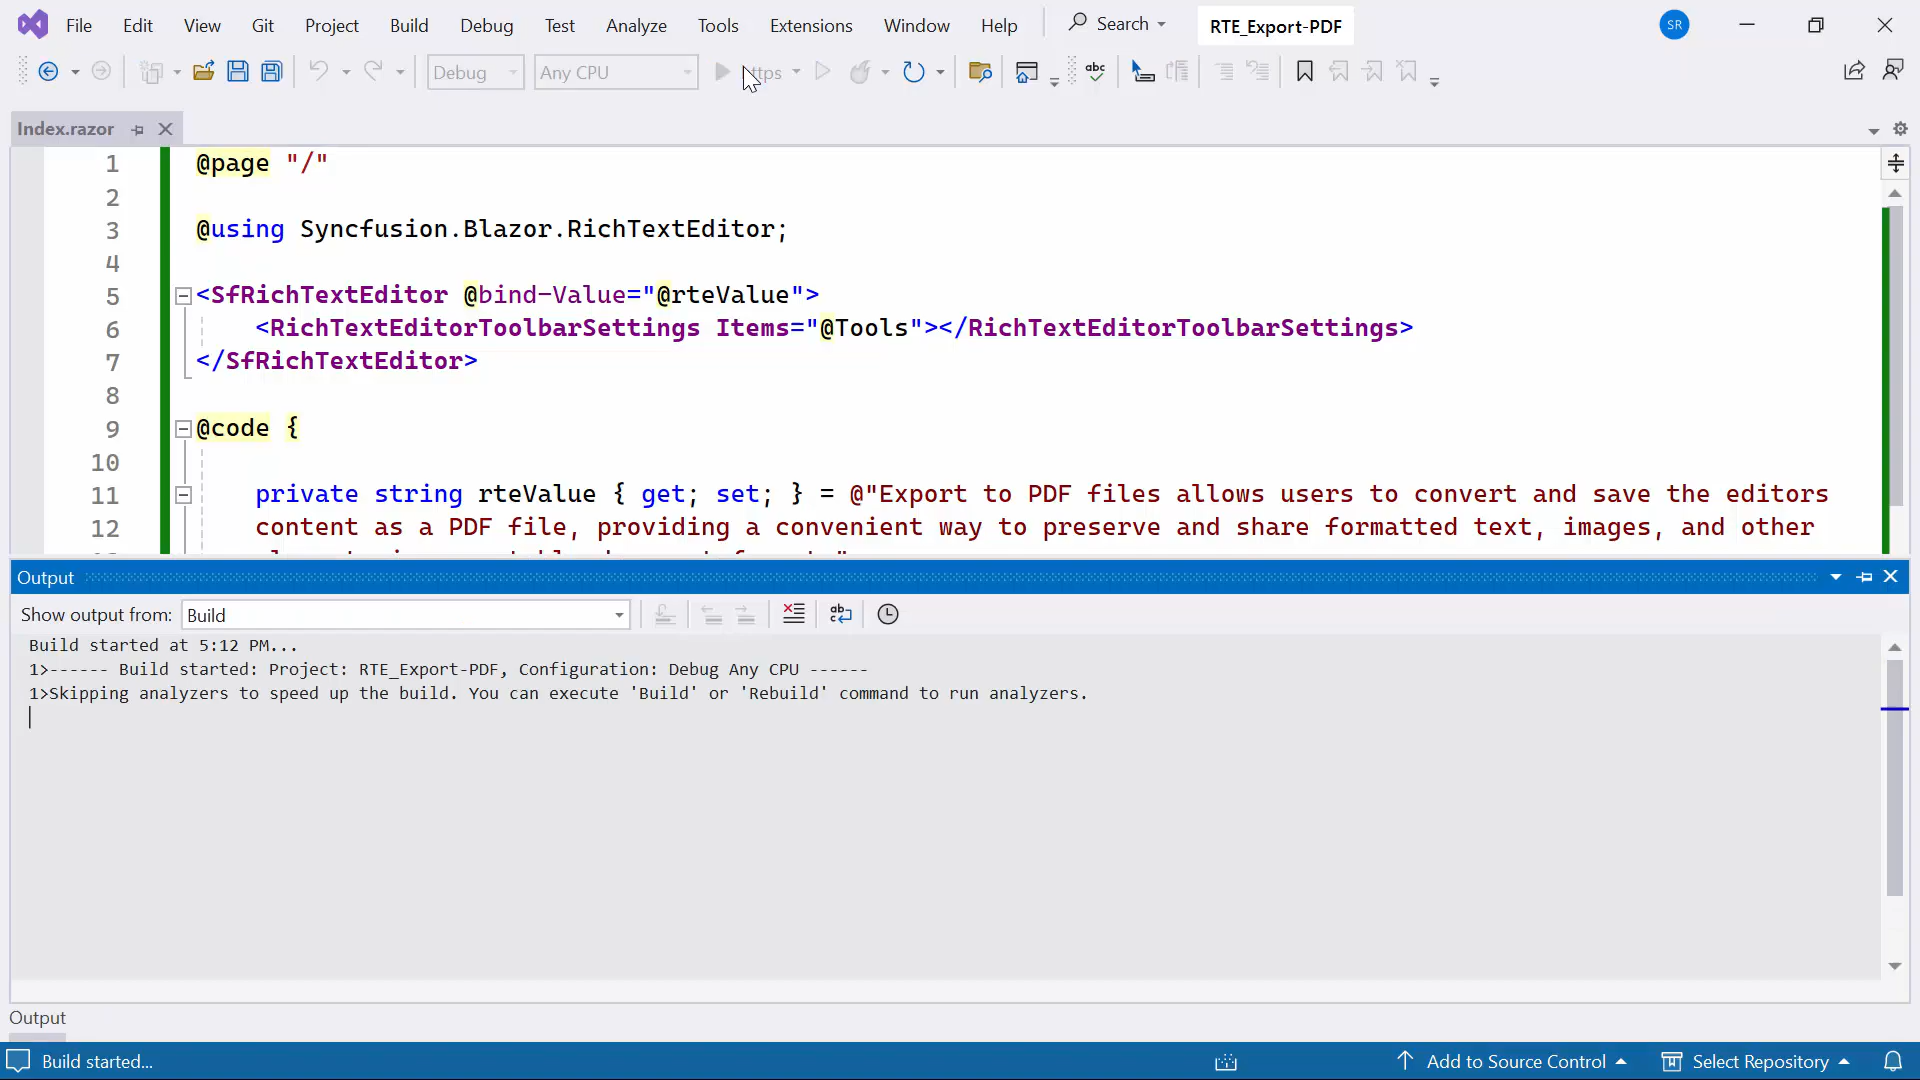 File Edit View Git Project Build Debug Test Analyze Tools Extensions Window Help Search RTE_Export-PDF SR
Debug Any CPU
Index.razor
1 @page "/"
2
3 @using Syncfusion.Blazor.RichTextEditor;
4
5 <SfRichTextEditor @bind-Value="@rteValue">
6 <RichTextEditorToolbarSettings Items="@Tools"></RichTextEditorToolbarSettings>
7 </SfRichTextEditor>
8
9 @code {
10
11 private string rteValue { get; set; } = @"Export to PDF files allows users to convert and save the editors
12 content as a PDF file, providing a convenient way to preserve and share formatted text, images, and other
Output
Show output from: Build
Build started at 5:12 PM...
1>------ Build started: Project: RTE_Export-PDF, Configuration: Debug Any CPU ------
1>Skipping analyzers to speed up the build. You can execute 'Build' or 'Rebuild' command to run analyzers.
Output
Build started... Add to Source Control Select Repository